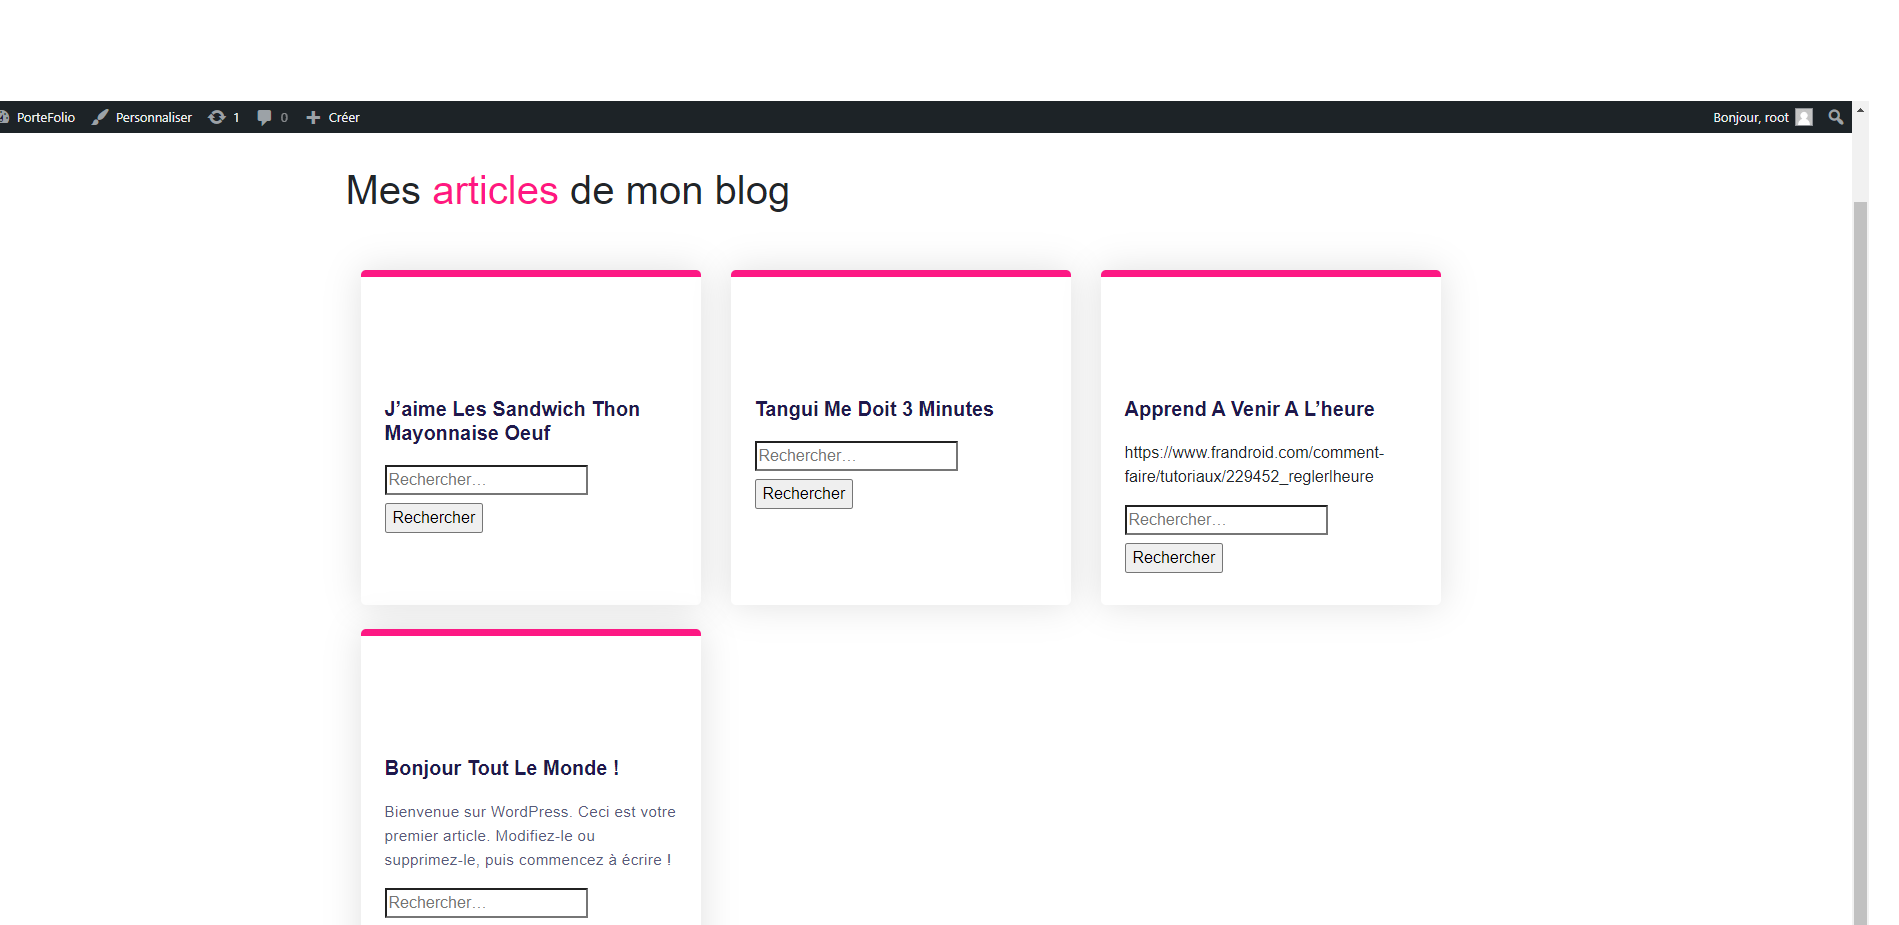 PorteFolio Personnaliser 1 0 Créer Bonjour, root
Mes articles de mon blog
J’aime Les Sandwich Thon
Mayonnaise Oeuf
Rechercher…
Rechercher
Tangui Me Doit 3 Minutes
Rechercher…
Rechercher
Apprend A Venir A L’heure
https://www.frandroid.com/comment-
faire/tutoriaux/229452_reglerlheure
Rechercher…
Rechercher
Bonjour Tout Le Monde !
Bienvenue sur WordPress. Ceci est votre
premier article. Modifiez-le ou
supprimez-le, puis commencez à écrire !
Rechercher…